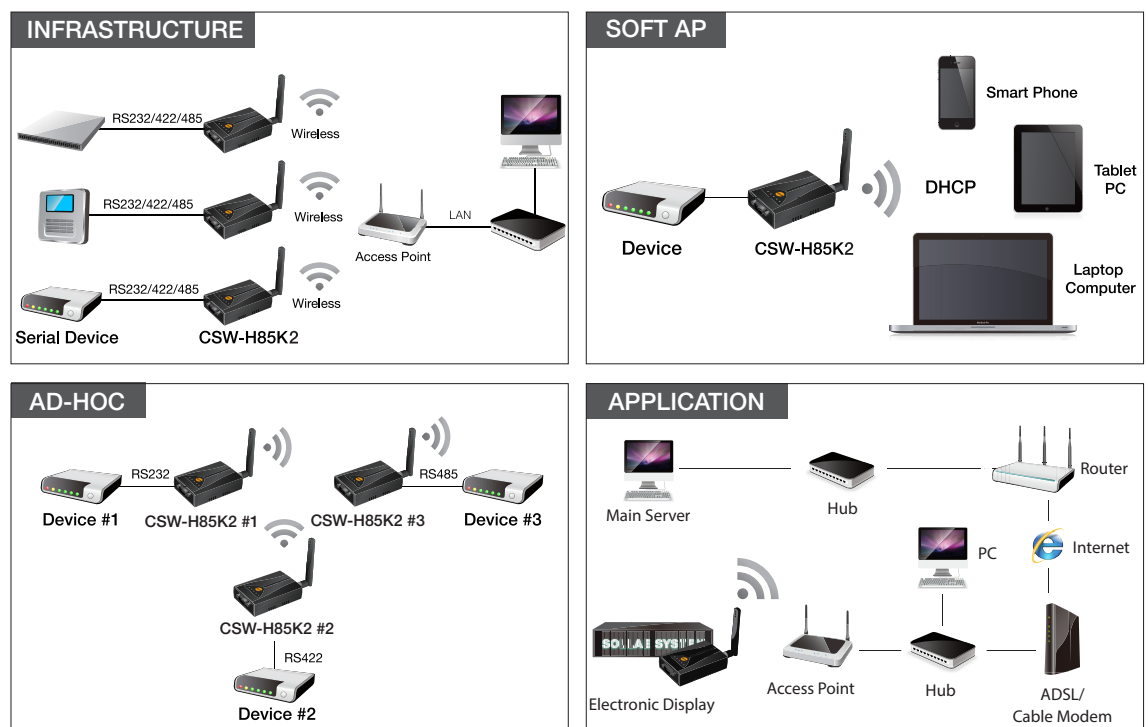 INFRASTRUCTURE
RS232/422/485
Wireless
RS232/422/485
Wireless
LAN
Access Point
RS232/422/485
Wireless
Serial Device
CSW-H85K2
SOFT AP
Smart Phone
Tablet
PC
DHCP
Device
CSW-H85K2
Laptop
Computer
AD-HOC
RS232
RS485
Device #1
CSW-H85K2 #1
CSW-H85K2 #3
Device #3
CSW-H85K2 #2
RS422
Device #2
APPLICATION
Router
Main Server
Hub
PC
Internet
Electronic Display
Access Point
Hub
ADSL/
Cable Modem